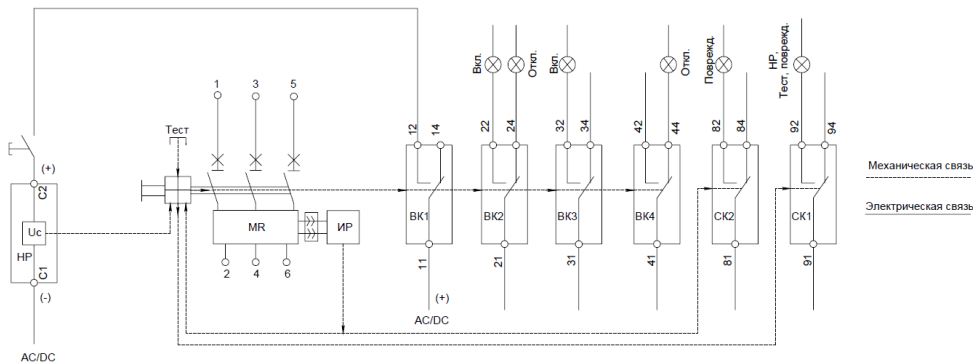 Вкл.
Откл.
Вкл.
Откл.
Поврежд.
НР,
Тест, поврежд.
1
3
5
Тест
12
14
22
24
32
34
42
44
82
84
92
94
(+)
C2
Uc
НР
C1
(-)
AC/DC
MR
ИР
2
4
6
ВК1
ВК2
ВК3
ВК4
СК2
СК1
11
21
31
41
81
91
(+)
AC/DC
Механическая связь
Электрическая связь